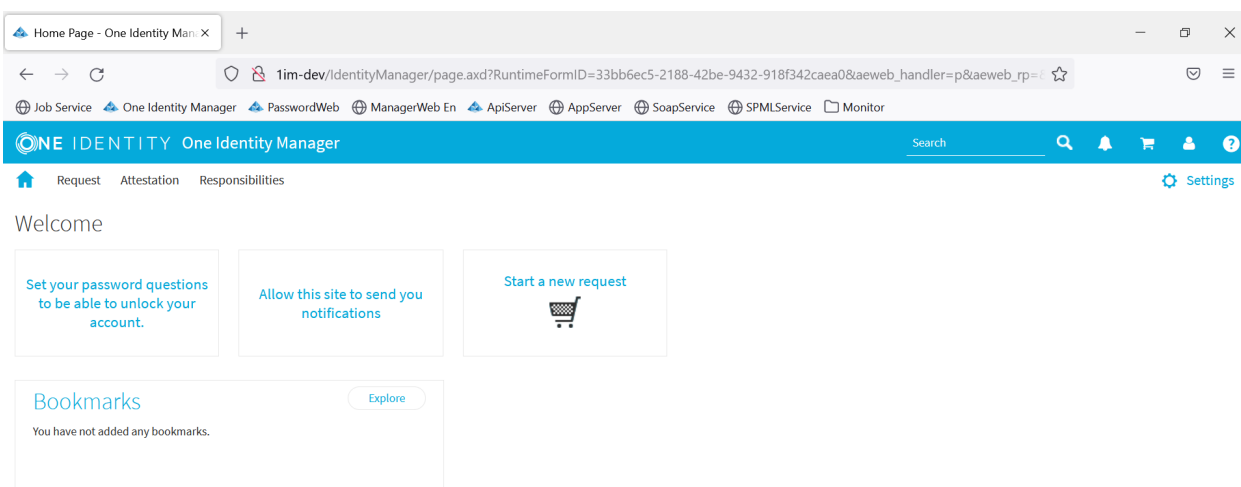 Home Page - One Identity Man
1im-dev/IdentityManager/page.axd?RuntimeFormID=33bb6ec5-2188-42be-9432-918f342caea0&aeweb_handler=p&aeweb_rp=
Job Service One Identity Manager PasswordWeb ManagerWeb En ApiServer AppServer SoapService SPMLService Monitor
ONE IDENTITY One Identity Manager Search
Request Attestation Responsibilities Settings
Welcome
Set your password questions
to be able to unlock your
account.
Allow this site to send you
notifications
Start a new request
Bookmarks Explore
You have not added any bookmarks.